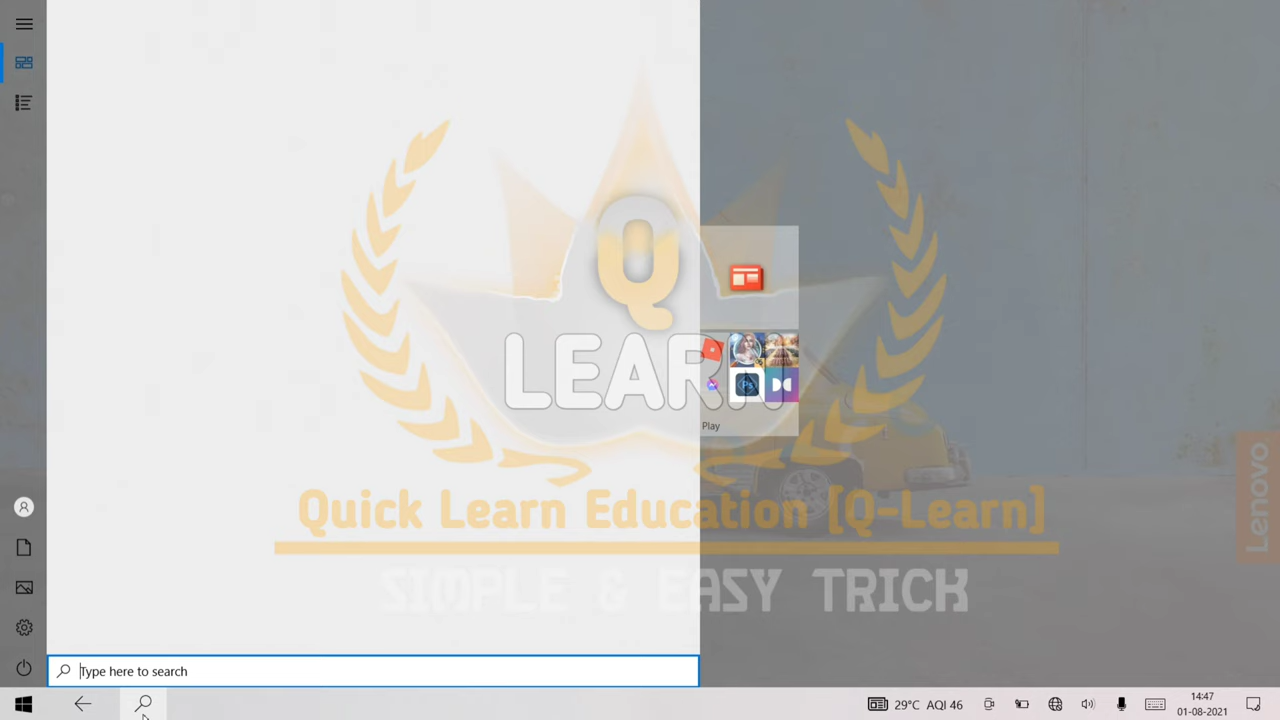 Q
LEARN
Ps
Play
Lenovo
Quick Learn Education [Q-Learn]
SIMPLE & EASY TRICK
Type here to search
29°C AQI 46
14:47
01-08-2021